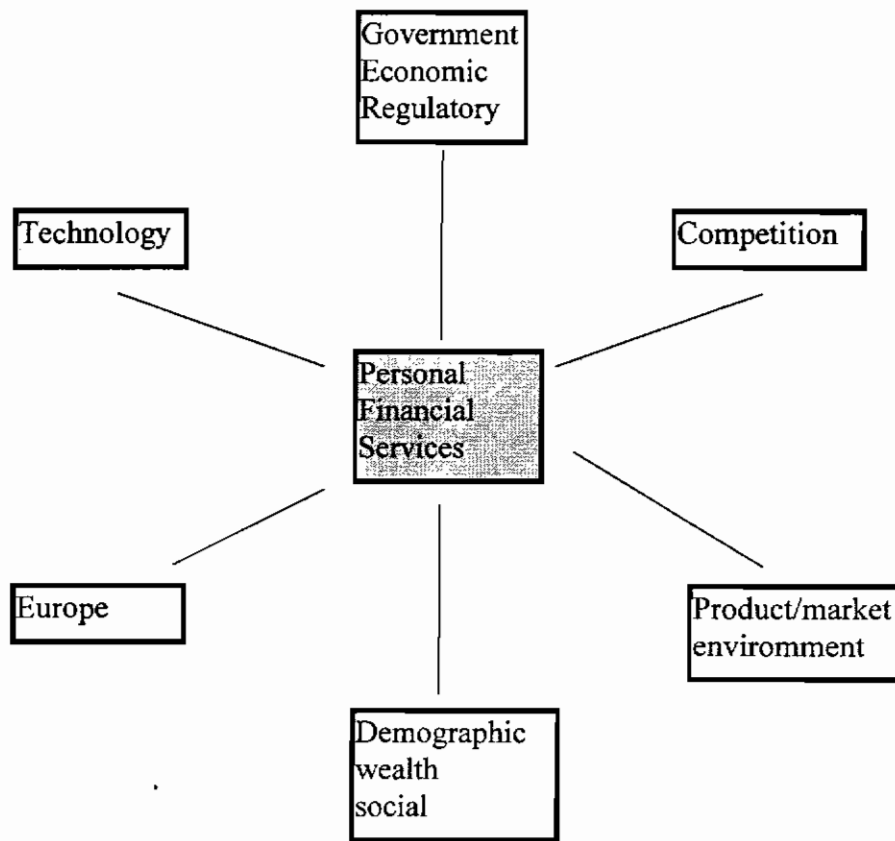 Government
Economic
Regulatory
Technology
Competition
Personal
Financial
Services
Europe
Product/market
enviromment
Demographic
wealth
social